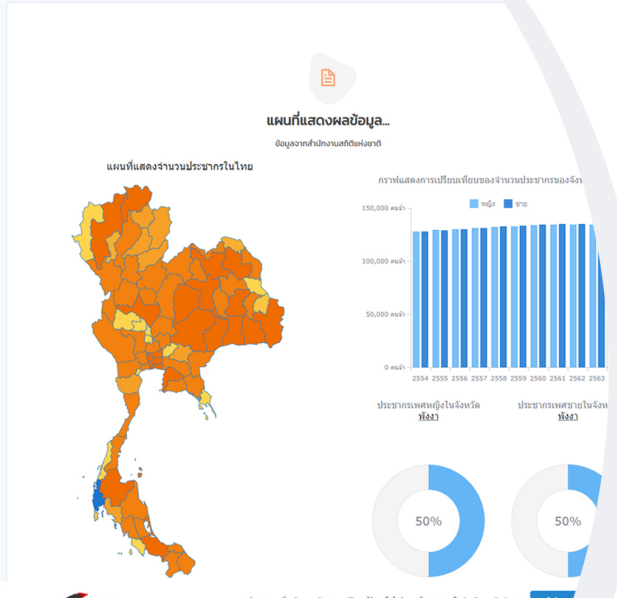 แผนที่แสดงผลข้อมูล...
ข้อมูลจากสำนักงานสถิติแห่งชาติ
แผนที่แสดงจำนวนประชากรในไทย
กราฟแสดงการเปรียบเทียบของจำนวนประชากรของจังห
หญิง ชาย
150,000 คนจ้า
100,000 คนจ้า
50,000 คนจ้า
0 คนจ้า
2554 2555 2556 2557 2558 2559 2560 2561 2562 2563
ประชากรเพศหญิงในจังหวัด
พังงา
ประชากรเพศชายในจังห
พังงา
50%
50%